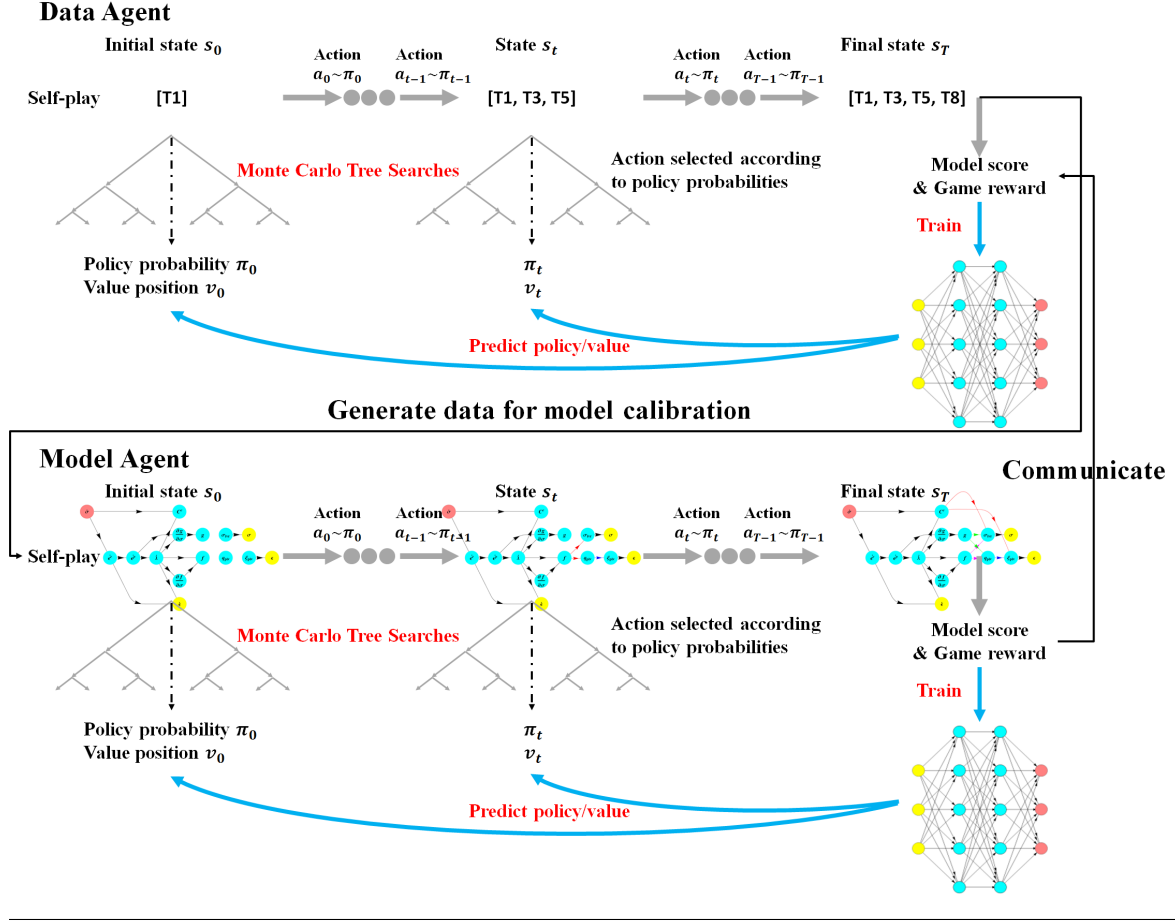 Data Agent
Initial state s₀
State sₜ
Final state s_T
Action
a₀~π₀
Action
aₜ₋₁~πₜ₋₁
Action
aₜ~πₜ
Action
a_{T−1}~π_{T−1}
Self-play
[T1]
[T1, T3, T5]
[T1, T3, T5, T8]
Monte Carlo Tree Searches
Action selected according
to policy probabilities
Model score
& Game reward
Train
Policy probability π₀
Value position v₀
πₜ
vₜ
Predict policy/value
Generate data for model calibration
Communicate
Model Agent
Initial state s₀
State sₜ
Final state s_T
Action
a₀~π₀
Action
aₜ₋₁~πₜ₋₁
Action
aₜ~πₜ
Action
a_{T−1}~π_{T−1}
Self-play
Monte Carlo Tree Searches
Action selected according
to policy probabilities
Model score
& Game reward
Train
Policy probability π₀
Value position v₀
πₜ
vₜ
Predict policy/value